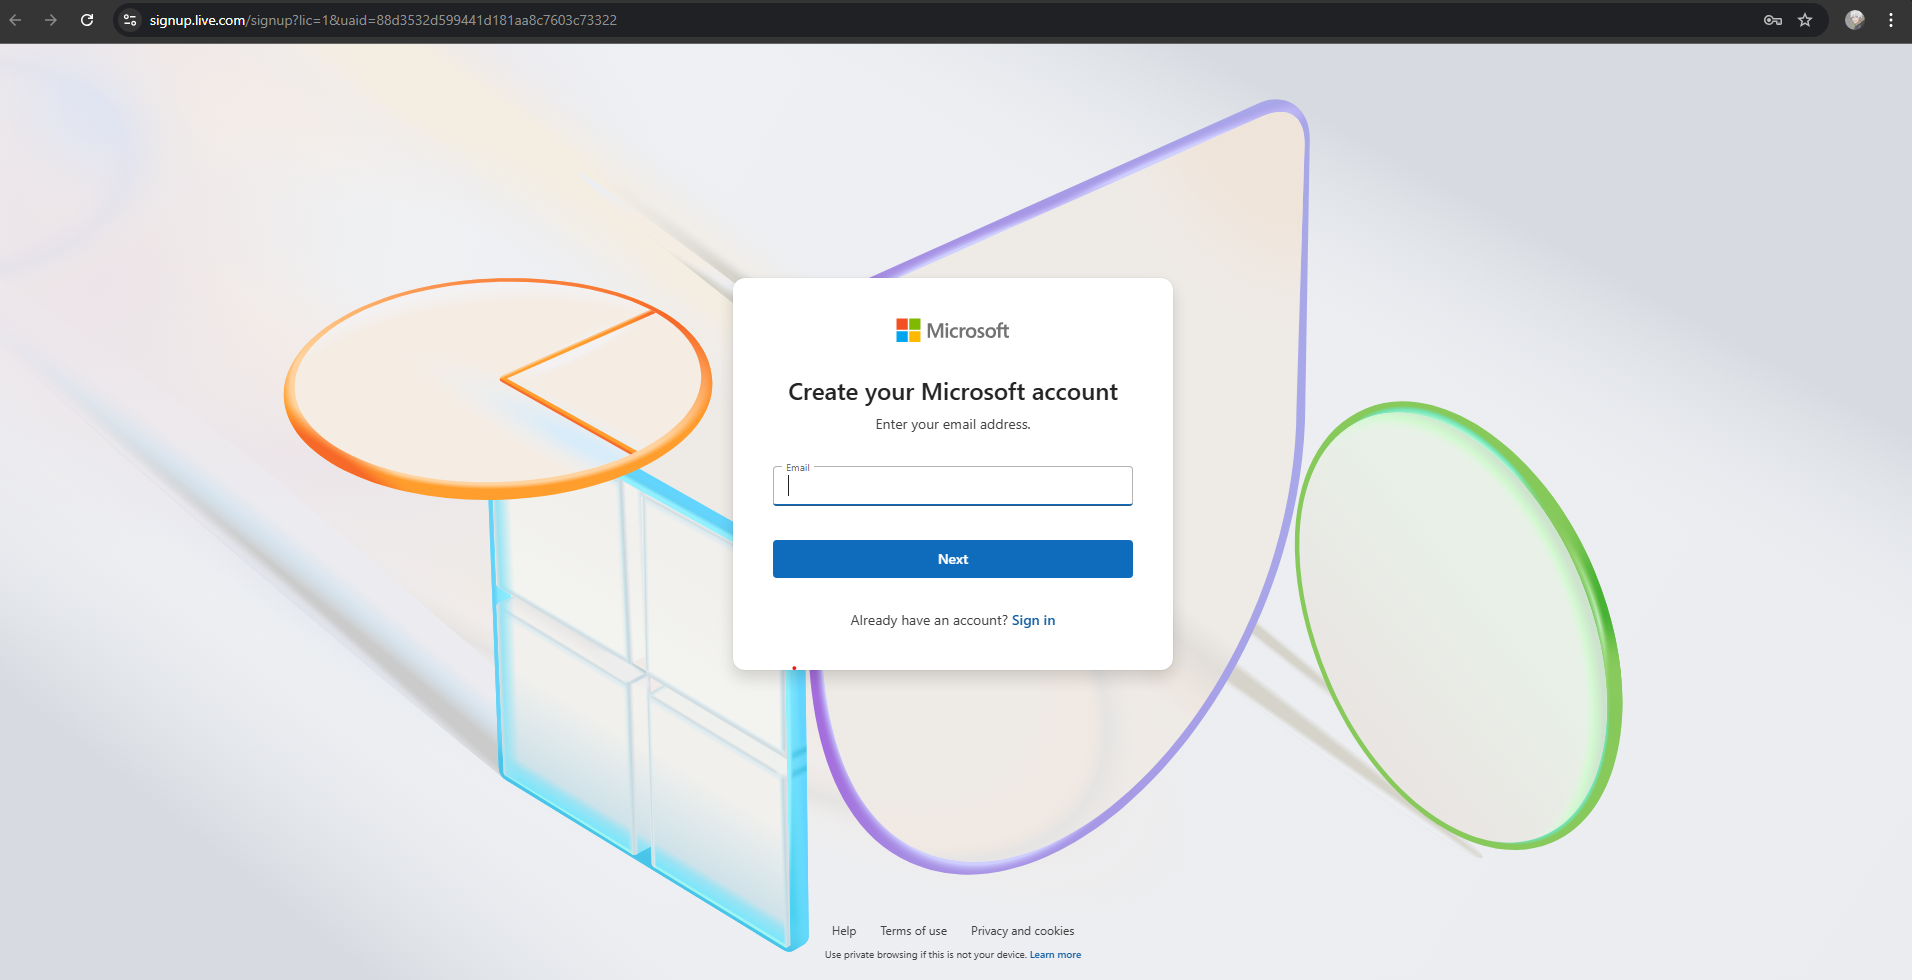 signup.live.com/signup?lic=1&uaid=88d3532d599441d181aa8c7603c73322
Microsoft
Create your Microsoft account
Enter your email address.
Email
Next
Already have an account? Sign in
Help Terms of use Privacy and cookies
Use private browsing if this is not your device. Learn more